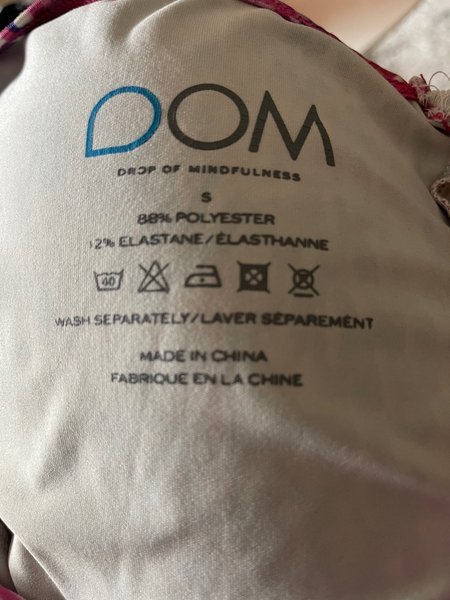 DOM
DROP OF MINDFULNESS
S
88% POLYESTER
12% ELASTANE/ÉLASTHANNE
40
WASH SEPARATELY/LAVER SÉPARÉMENT
MADE IN CHINA
FABRIQUE EN LA CHINE